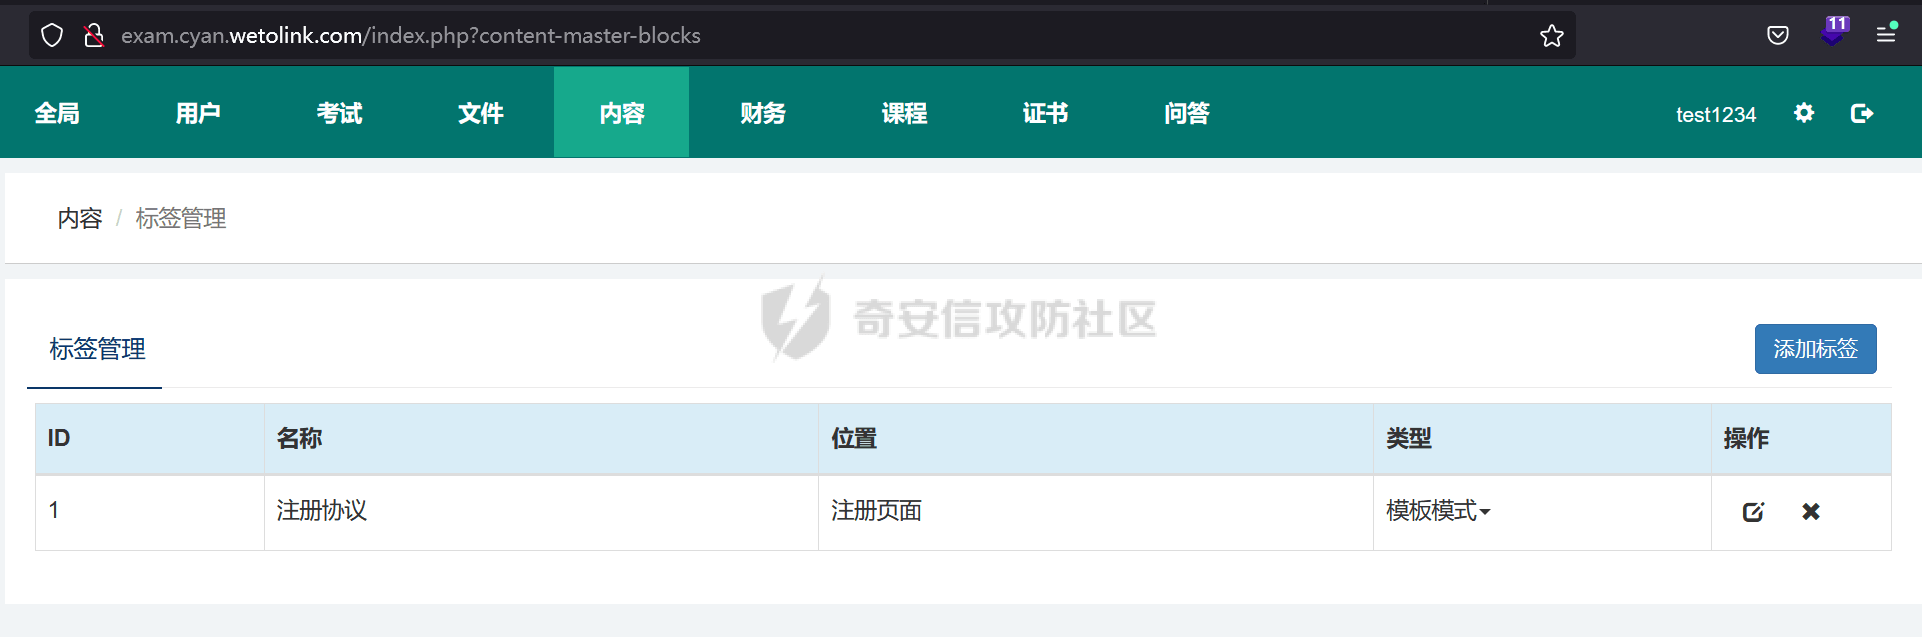 exam.cyan.wetolink.com/index.php?content-master-blocks
11
全局 用户 考试 文件 内容 财务 课程 证书 问答 test1234
内容 / 标签管理
奇安信攻防社区
标签管理 添加标签
ID 名称 位置 类型 操作
1 注册协议 注册页面 模板模式